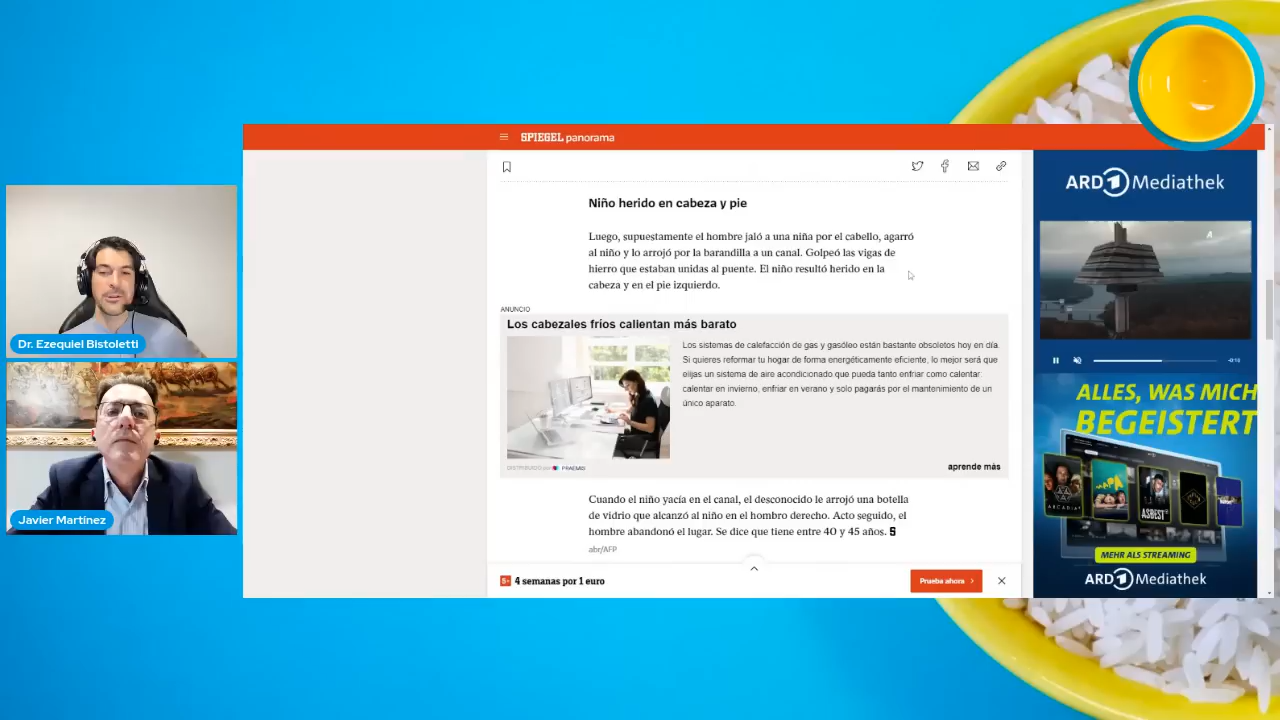 SPIEGEL panorama
Niño herido en cabeza y pie
Luego, supuestamente el hombre jaló a una niña por el cabello, agarró
al niño y lo arrojó por la barandilla a un canal. Golpeó las vigas de
hierro que estaban unidas al puente. El niño resultó herido en la
cabeza y en el pie izquierdo.
ANUNCIO
Los cabezales fríos calientan más barato
Los sistemas de calefacción de gas y gasóleo están bastante obsoletos hoy en día.
Si quieres reformar tu hogar de forma energéticamente eficiente, lo mejor será que
elijas un sistema de aire acondicionado que pueda tanto enfriar como calentar:
calentar en invierno, enfriar en verano y solo pagarás por el mantenimiento de un
único aparato.
aprende más
Cuando el niño yacía en el canal, el desconocido le arrojó una botella
de vidrio que alcanzó al niño en el hombro derecho. Acto seguido, el
hombre abandonó el lugar. Se dice que tiene entre 40 y 45 años. S
abr/AFP
S+ 4 semanas por 1 euro
Prueba ahora
Dr. Ezequiel Bistoletti
Javier Martínez
ARD 1 Mediathek
ALLES, WAS MICH
BEGEISTERT
ARCADIA
ASBEST
MEHR ALS STREAMING
ARD 1 Mediathek